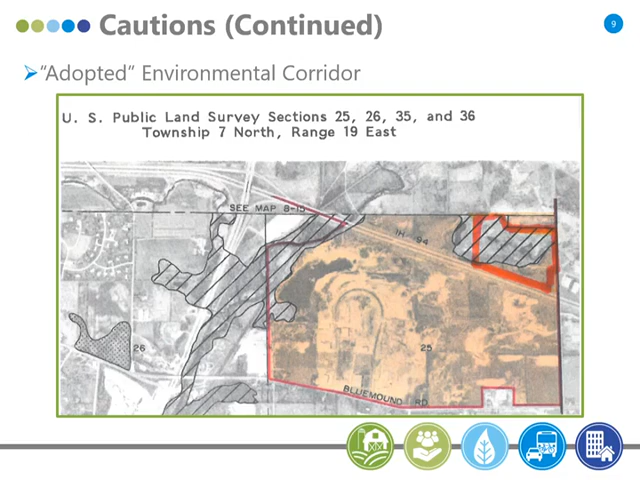 Cautions (Continued)
9
"Adopted" Environmental Corridor
U. S. Public Land Survey Sections 25, 26, 35, and 36
Township 7 North, Range 19 East
SEE MAP 8-15
IH-94
26
25
BLUEMOUND RD.